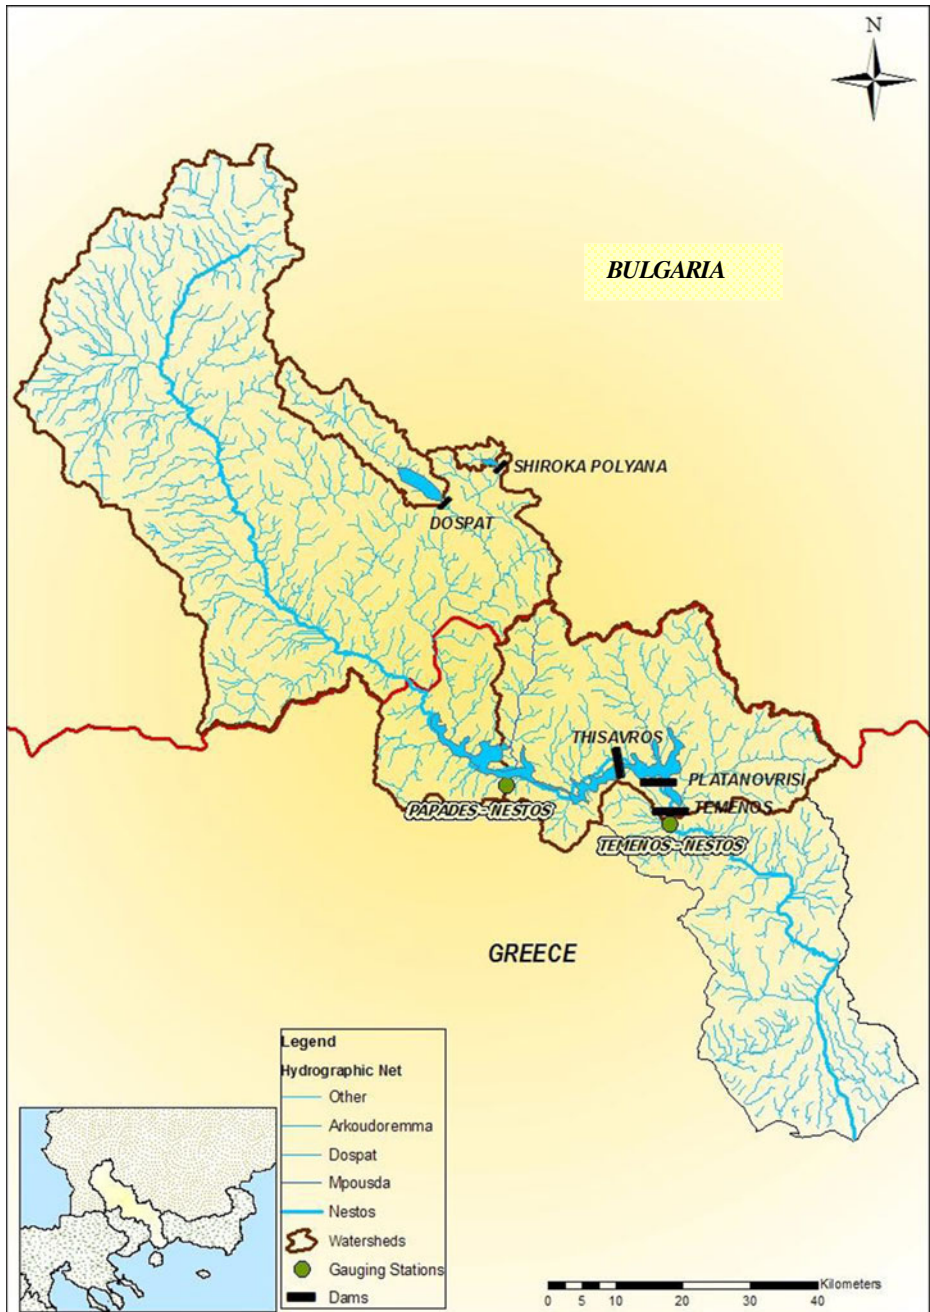 N
BULGARIA
SHIROKA POLYANA
DOSPAT
THISAVROS
PLATANOVRISI
PAPADES - NESTOS
TEMENOS
TEMENOS - NESTOS
GREECE
Legend
Hydrographic Net
Other
Arkoudoremma
Dospat
Mpousda
Nestos
Watersheds
Gauging Stations
Dams
Kilometers
0 5 10 20 30 40